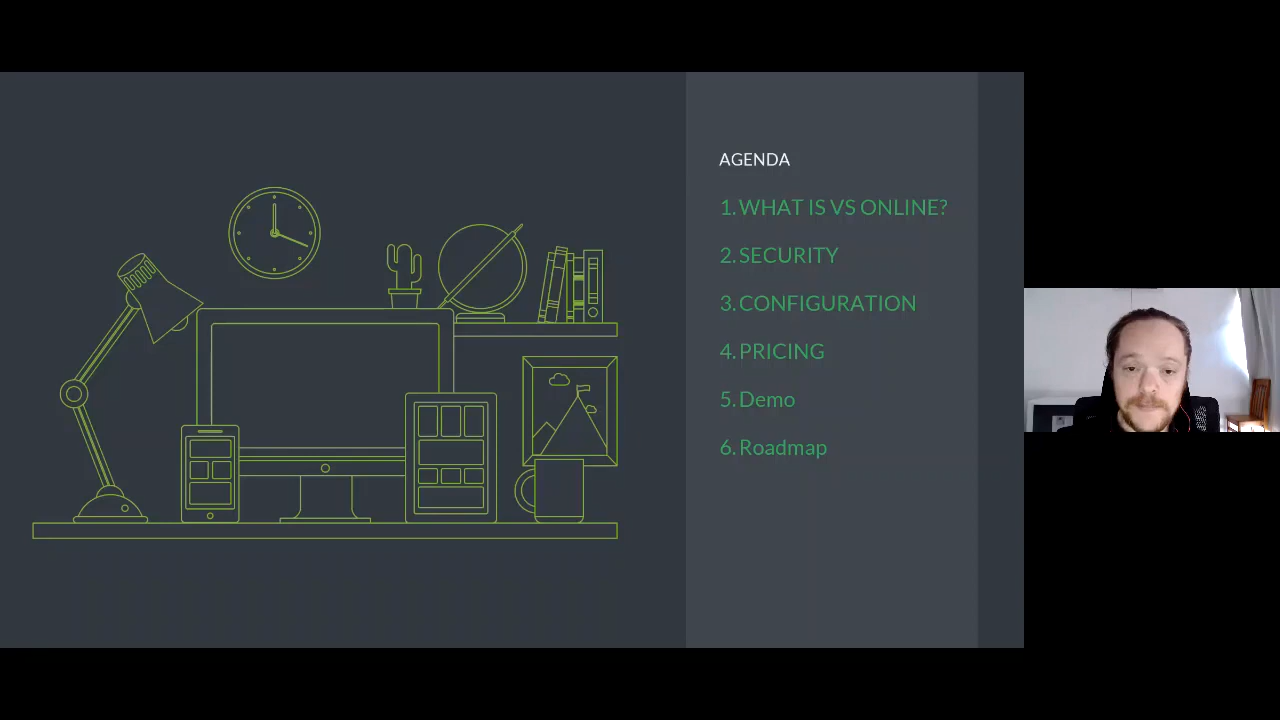 AGENDA
1. WHAT IS VS ONLINE?
2. SECURITY
3. CONFIGURATION
4. PRICING
5. Demo
6. Roadmap